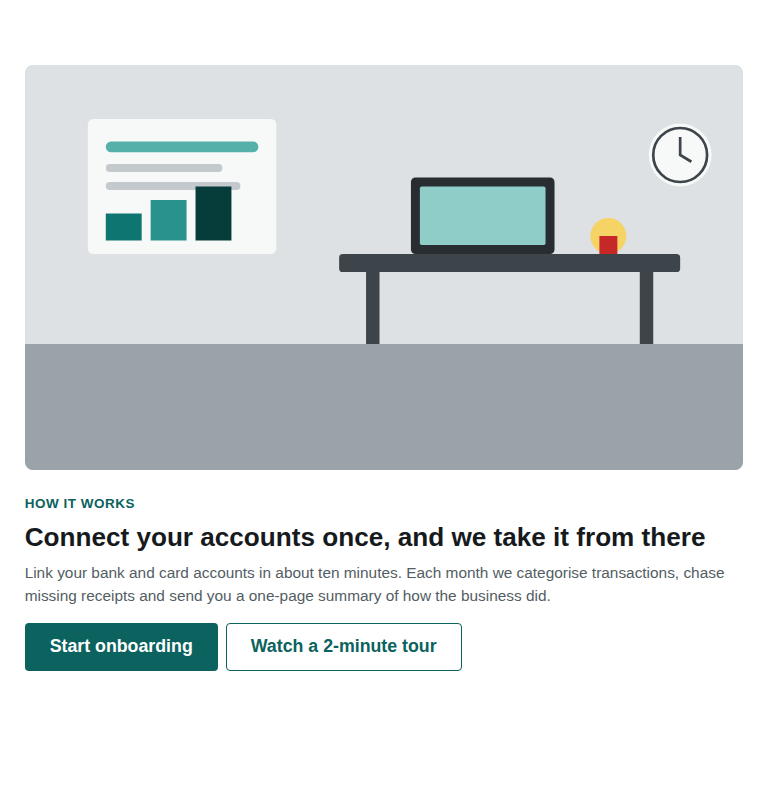 HOW IT WORKS
Connect your accounts once, and we take it from there
Link your bank and card accounts in about ten minutes. Each month we categorise transactions, chase
missing receipts and send you a one-page summary of how the business did.
Start onboarding
Watch a 2-minute tour